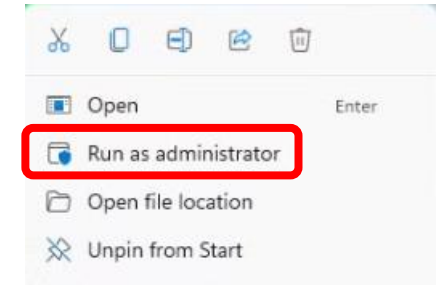 Open Enter
Run as administrator
Open file location
Unpin from Start